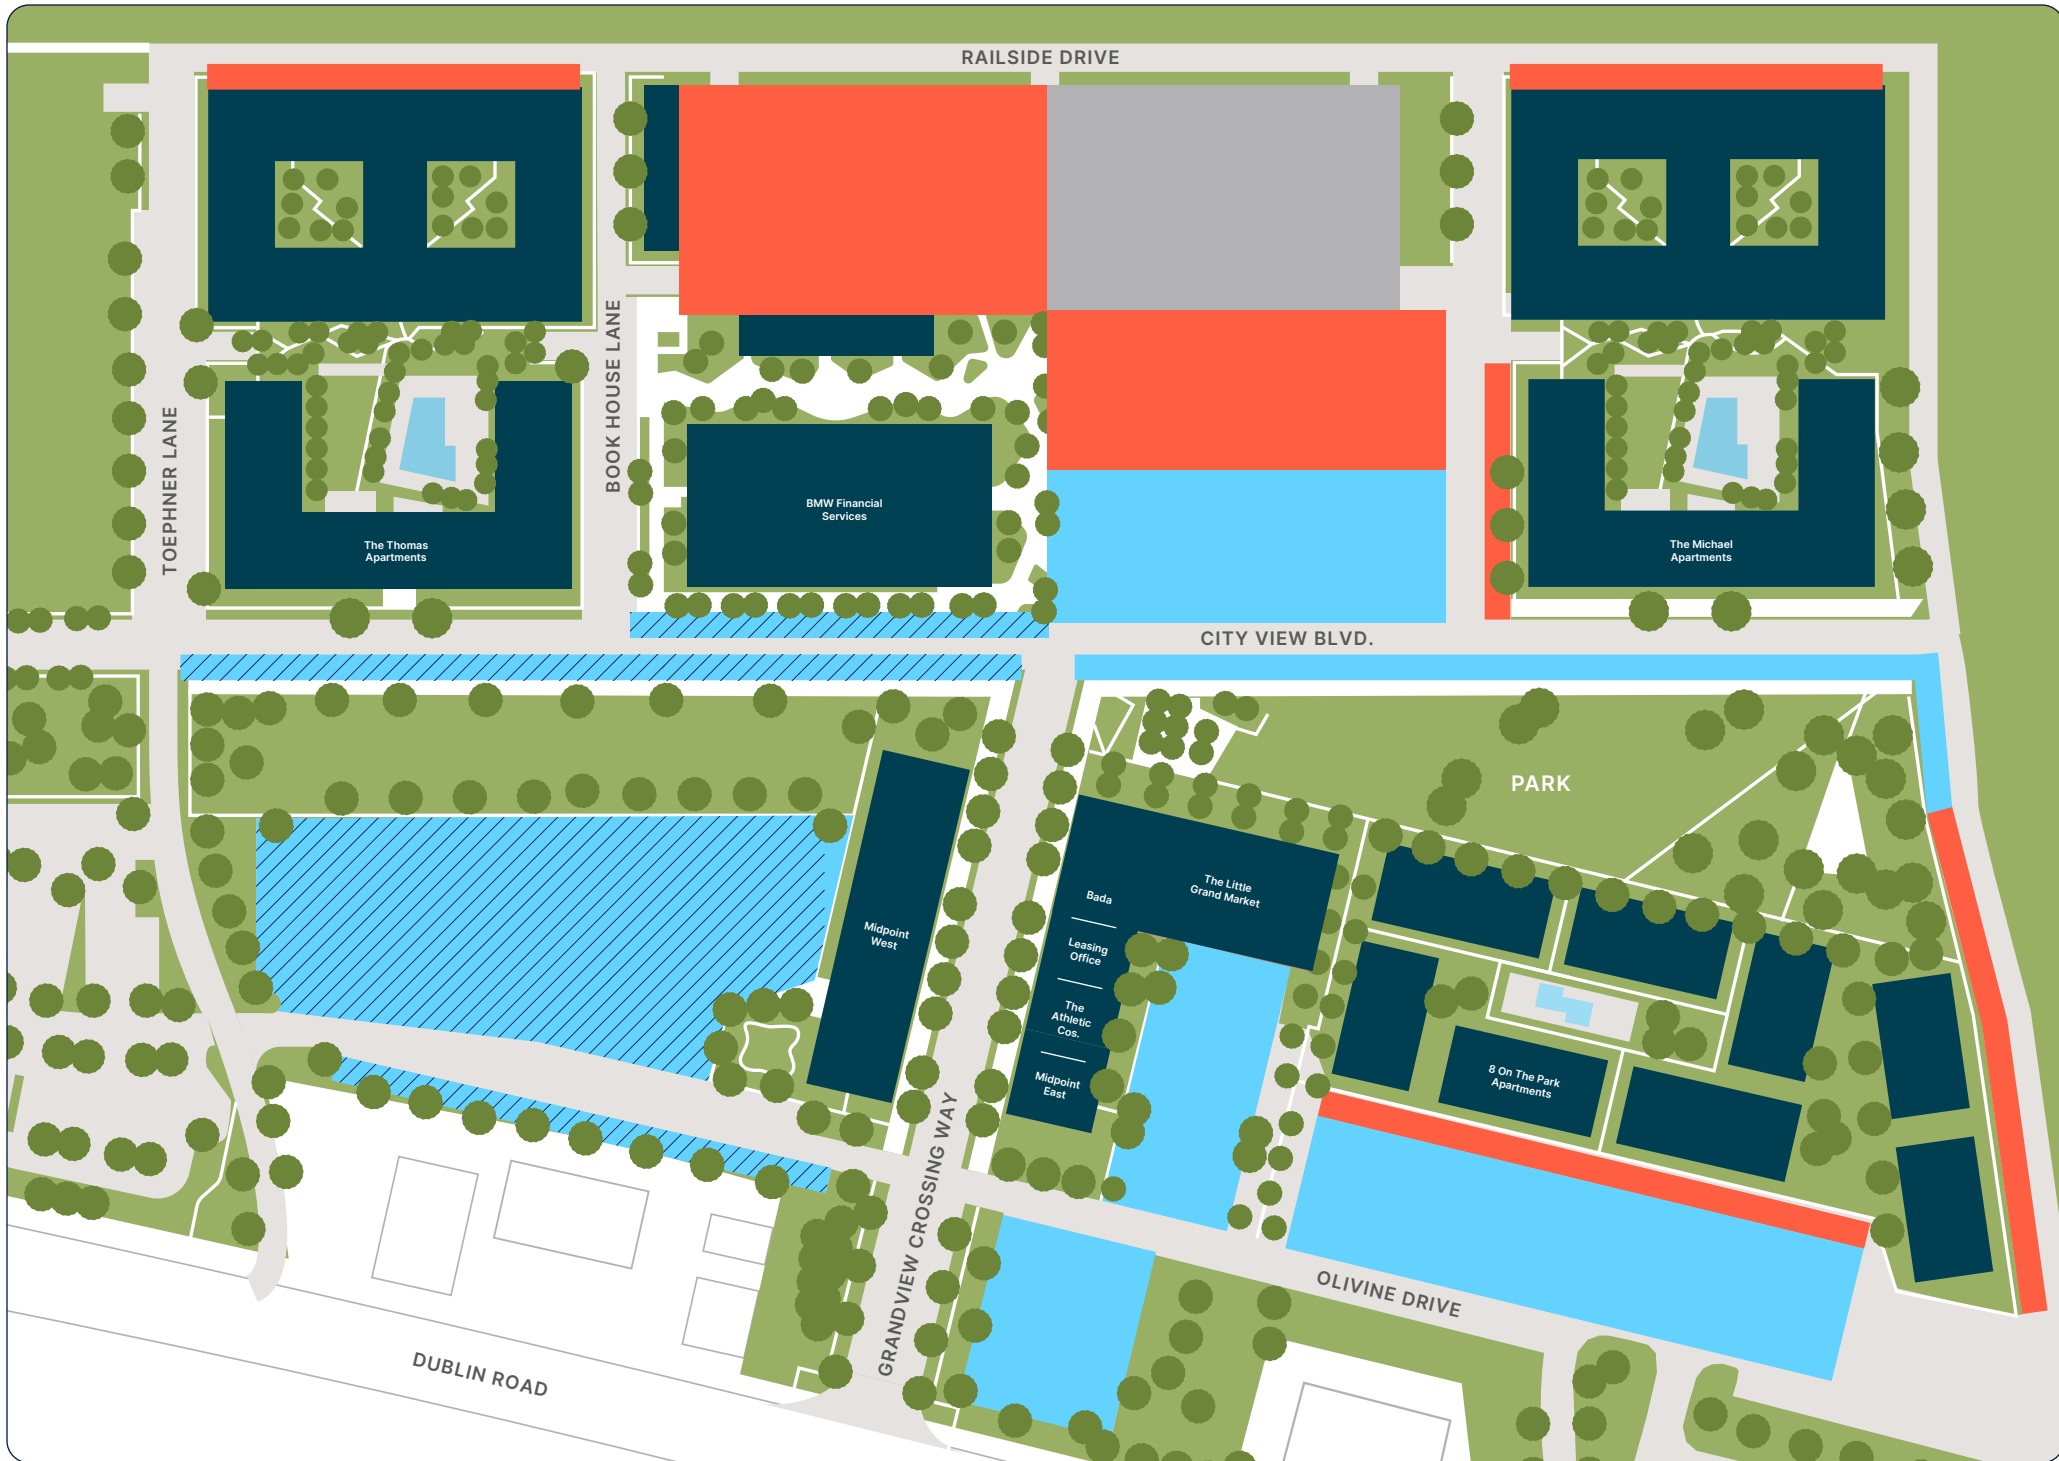 RAILSIDE DRIVE
TOEPHNER LANE
BOOK HOUSE LANE
BMW Financial
Services
The Thomas
Apartments
The Michael
Apartments
CITY VIEW BLVD.
PARK
The Little
Grand Market
Bada
Leasing
Office
The
Athletic
Cos.
Midpoint
East
Midpoint
West
8 On The Park
Apartments
GRANDVIEW CROSSING WAY
OLIVINE DRIVE
DUBLIN ROAD